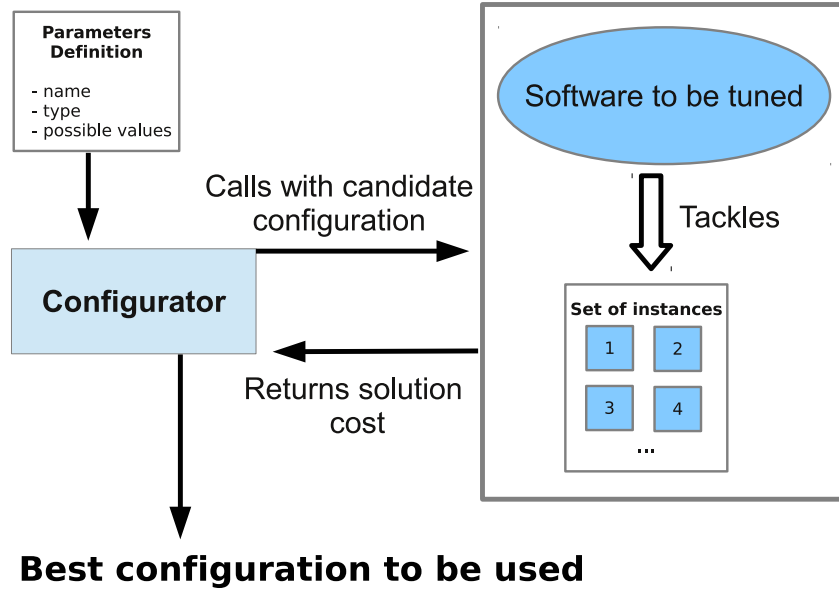 Parameters
Definition
- name
- type
- possible values
Software to be tuned
Calls with candidate
configuration
Tackles
Configurator
Set of instances
1 2
3 4
...
Returns solution
cost
Best configuration to be used